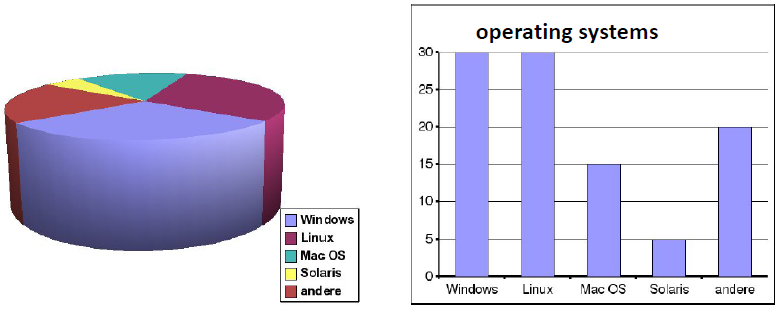 Windows
Linux
Mac OS
Solaris
andere
operating systems
30
25
20
15
10
5
0
Windows Linux Mac OS Solaris andere